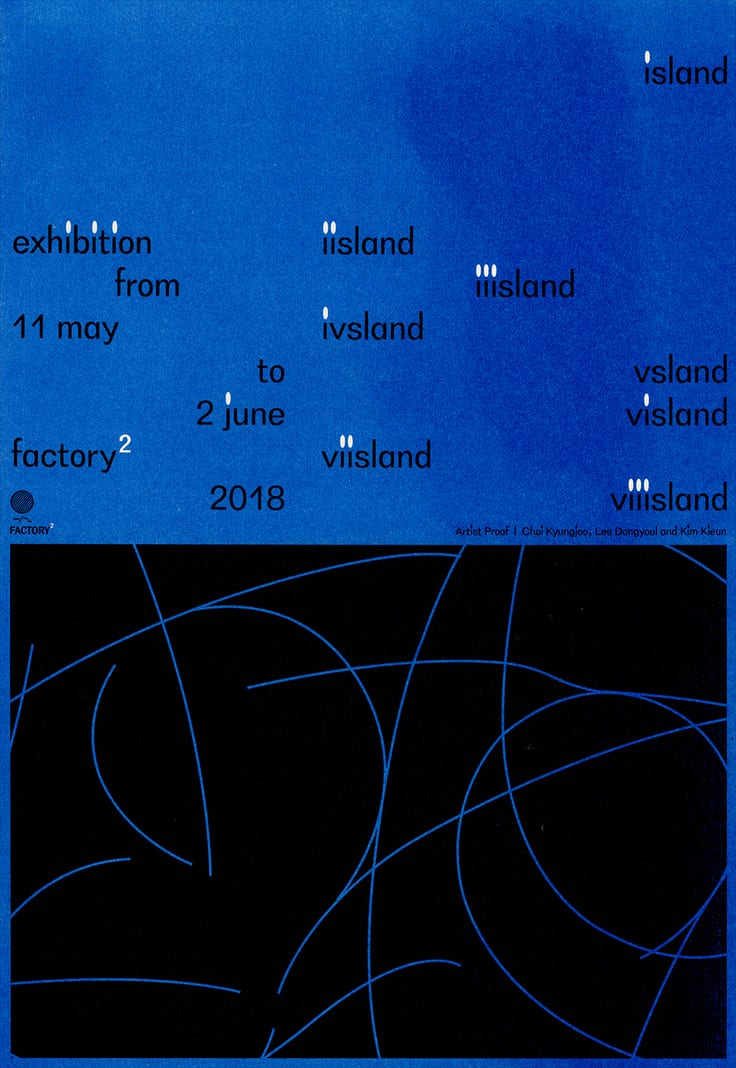 island
exhibition
iisland
from
iiisland
11 may
ivsland
to
vsland
2 june
visland
factory²
viisland
2018
viiisland
FACTORY²
Artist Proof | Choi Kyungjoo, Lee Dongyoul and Kim Kieun